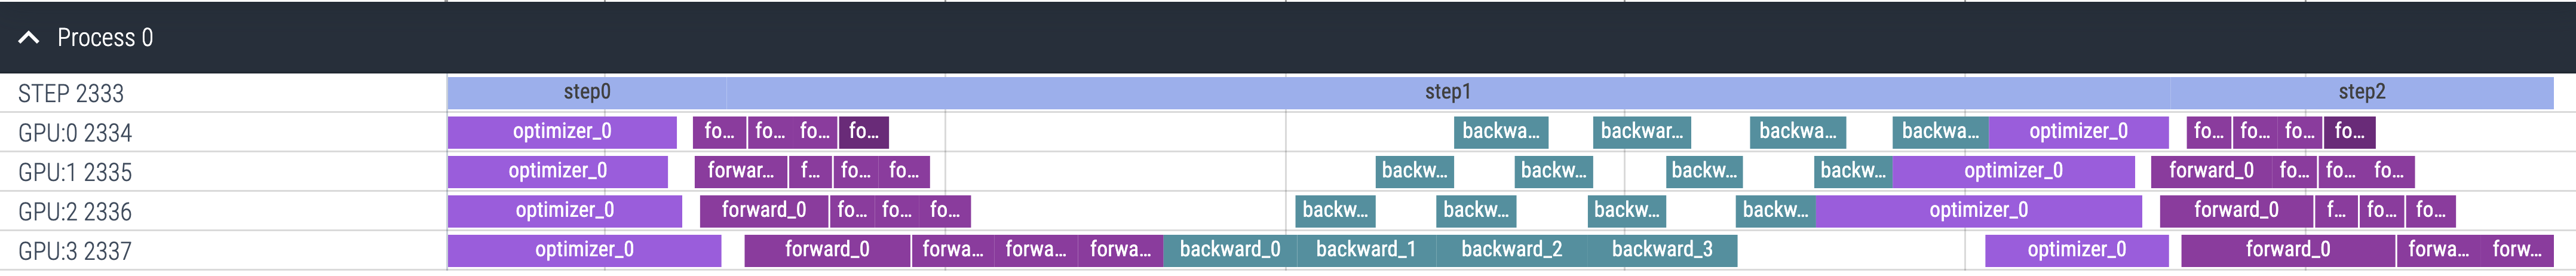 Process 0
STEP 2333 step0 step1 step2
GPU:0 2334 optimizer_0 fo... fo... fo... fo... backwa... backwar... backwa... backwa... optimizer_0 fo... fo... fo... fo...
GPU:1 2335 optimizer_0 forwar... f... fo... fo... backw... backw... backw... backw... optimizer_0 forward_0 fo... fo... fo...
GPU:2 2336 optimizer_0 forward_0 fo... fo... fo... backw... backw... backw... backw... optimizer_0 forward_0 f... fo... fo...
GPU:3 2337 optimizer_0 forward_0 forwa... forwa... forwa... backward_0 backward_1 backward_2 backward_3 optimizer_0 forward_0 forwa... forw...